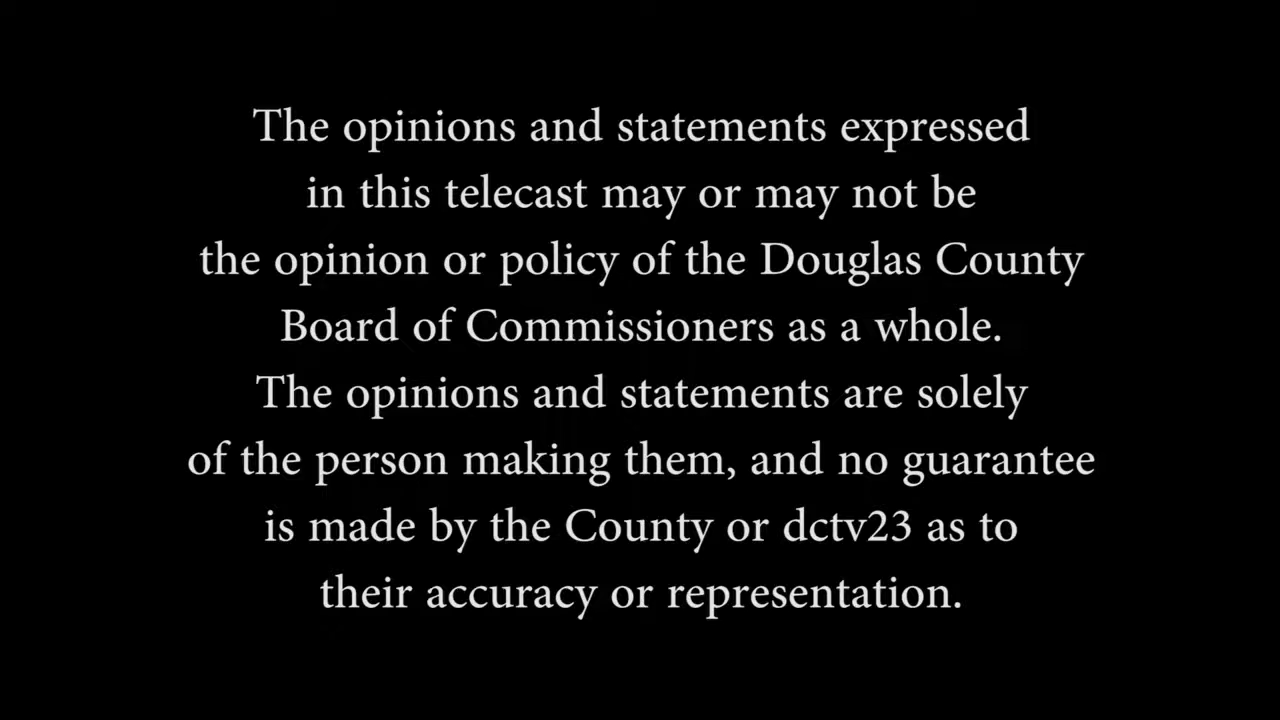 The opinions and statements expressed
in this telecast may or may not be
the opinion or policy of the Douglas County
Board of Commissioners as a whole.
The opinions and statements are solely
of the person making them, and no guarantee
is made by the County or dctv23 as to
their accuracy or representation.